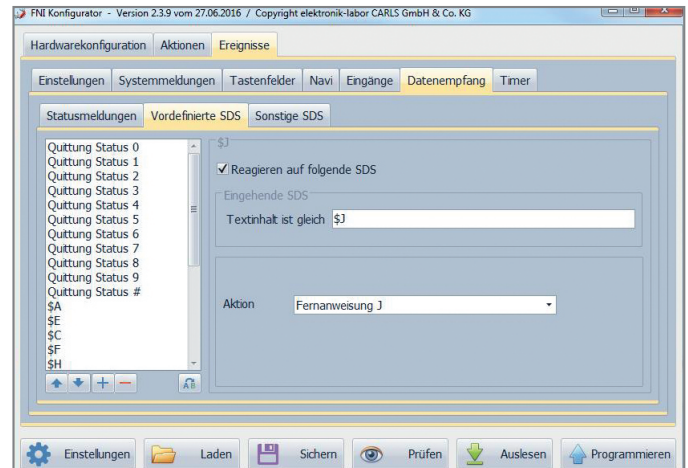 FNI Konfigurator - Version 2.3.9 vom 27.06.2016 / Copyright elektronik-labor CARLS GmbH & Co. KG
Hardwarekonfiguration Aktionen Ereignisse
Einstellungen Systemmeldungen Tastenfelder Navi Eingänge Datenempfang Timer
Statusmeldungen Vordefinierte SDS Sonstige SDS
Quittung Status 0
Quittung Status 1
Quittung Status 2
Quittung Status 3
Quittung Status 4
Quittung Status 5
Quittung Status 6
Quittung Status 7
Quittung Status 8
Quittung Status 9
Quittung Status #
$A
$E
$C
$F
$H
$J
Reagieren auf folgende SDS
Eingehende SDS
Textinhalt ist gleich $J
Aktion Fernanweisung J
Einstellungen Laden Sichern Prüfen Auslesen Programmieren